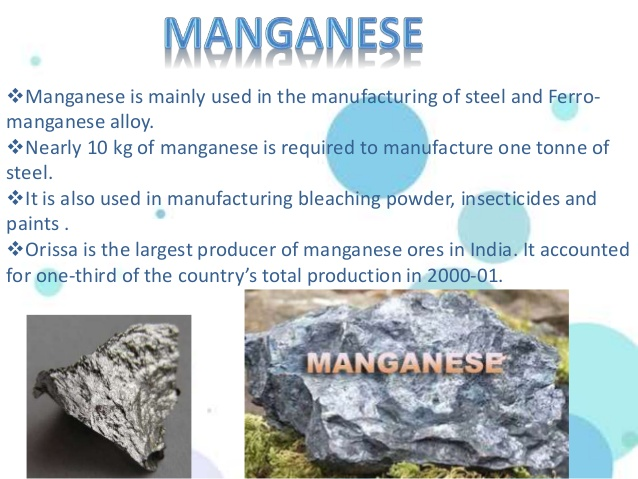 MANGANESE
❖Manganese is mainly used in the manufacturing of steel and Ferro-
manganese alloy.
❖Nearly 10 kg of manganese is required to manufacture one tonne of
steel.
❖It is also used in manufacturing bleaching powder, insecticides and
paints .
❖Orissa is the largest producer of manganese ores in India. It accounted
for one-third of the country’s total production in 2000-01.
MANGANESE